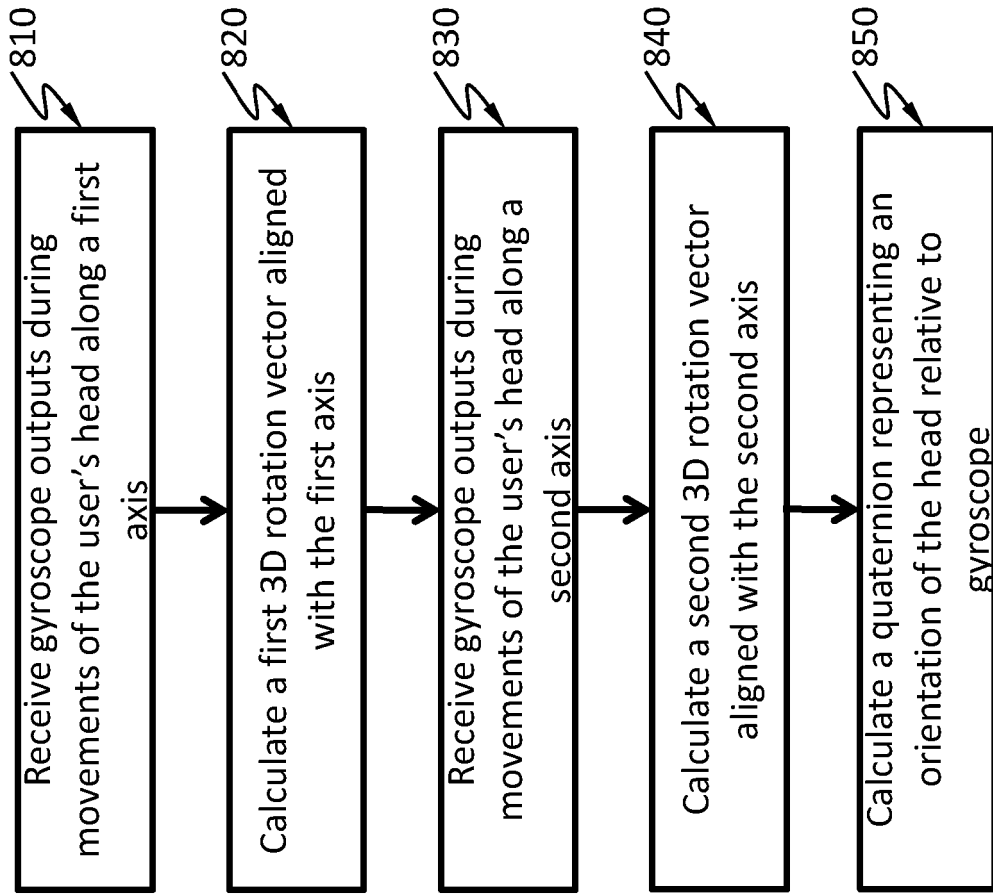 810
Receive gyroscope outputs during
movements of the user's head along a first
axis
820
Calculate a first 3D rotation vector aligned
with the first axis
830
Receive gyroscope outputs during
movements of the user's head along a
second axis
840
Calculate a second 3D rotation vector
aligned with the second axis
850
Calculate a quaternion representing an
orientation of the head relative to
gyroscope